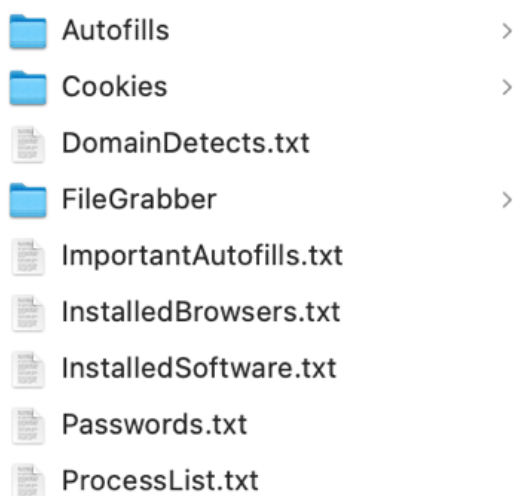 Autofills
Cookies
DomainDetects.txt
FileGrabber
ImportantAutofills.txt
InstalledBrowsers.txt
InstalledSoftware.txt
Passwords.txt
ProcessList.txt